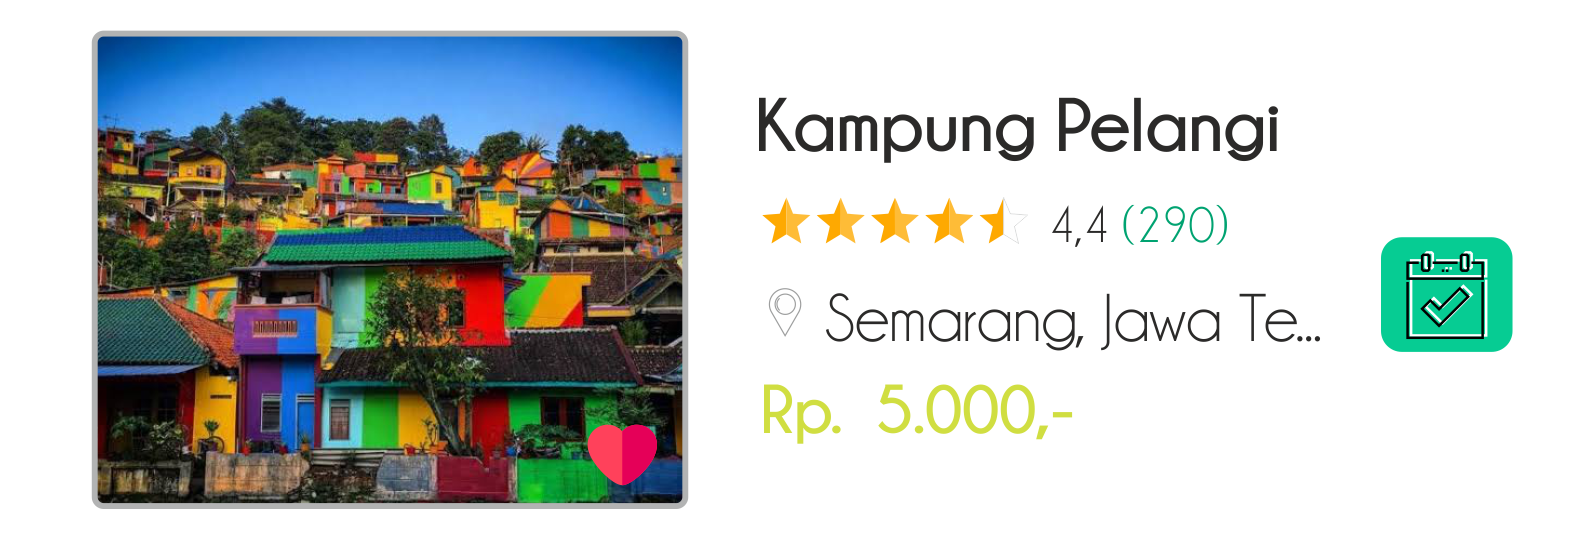 Kampung Pelangi
4,4 (290)
Semarang, Jawa Te...
Rp. 5.000,-